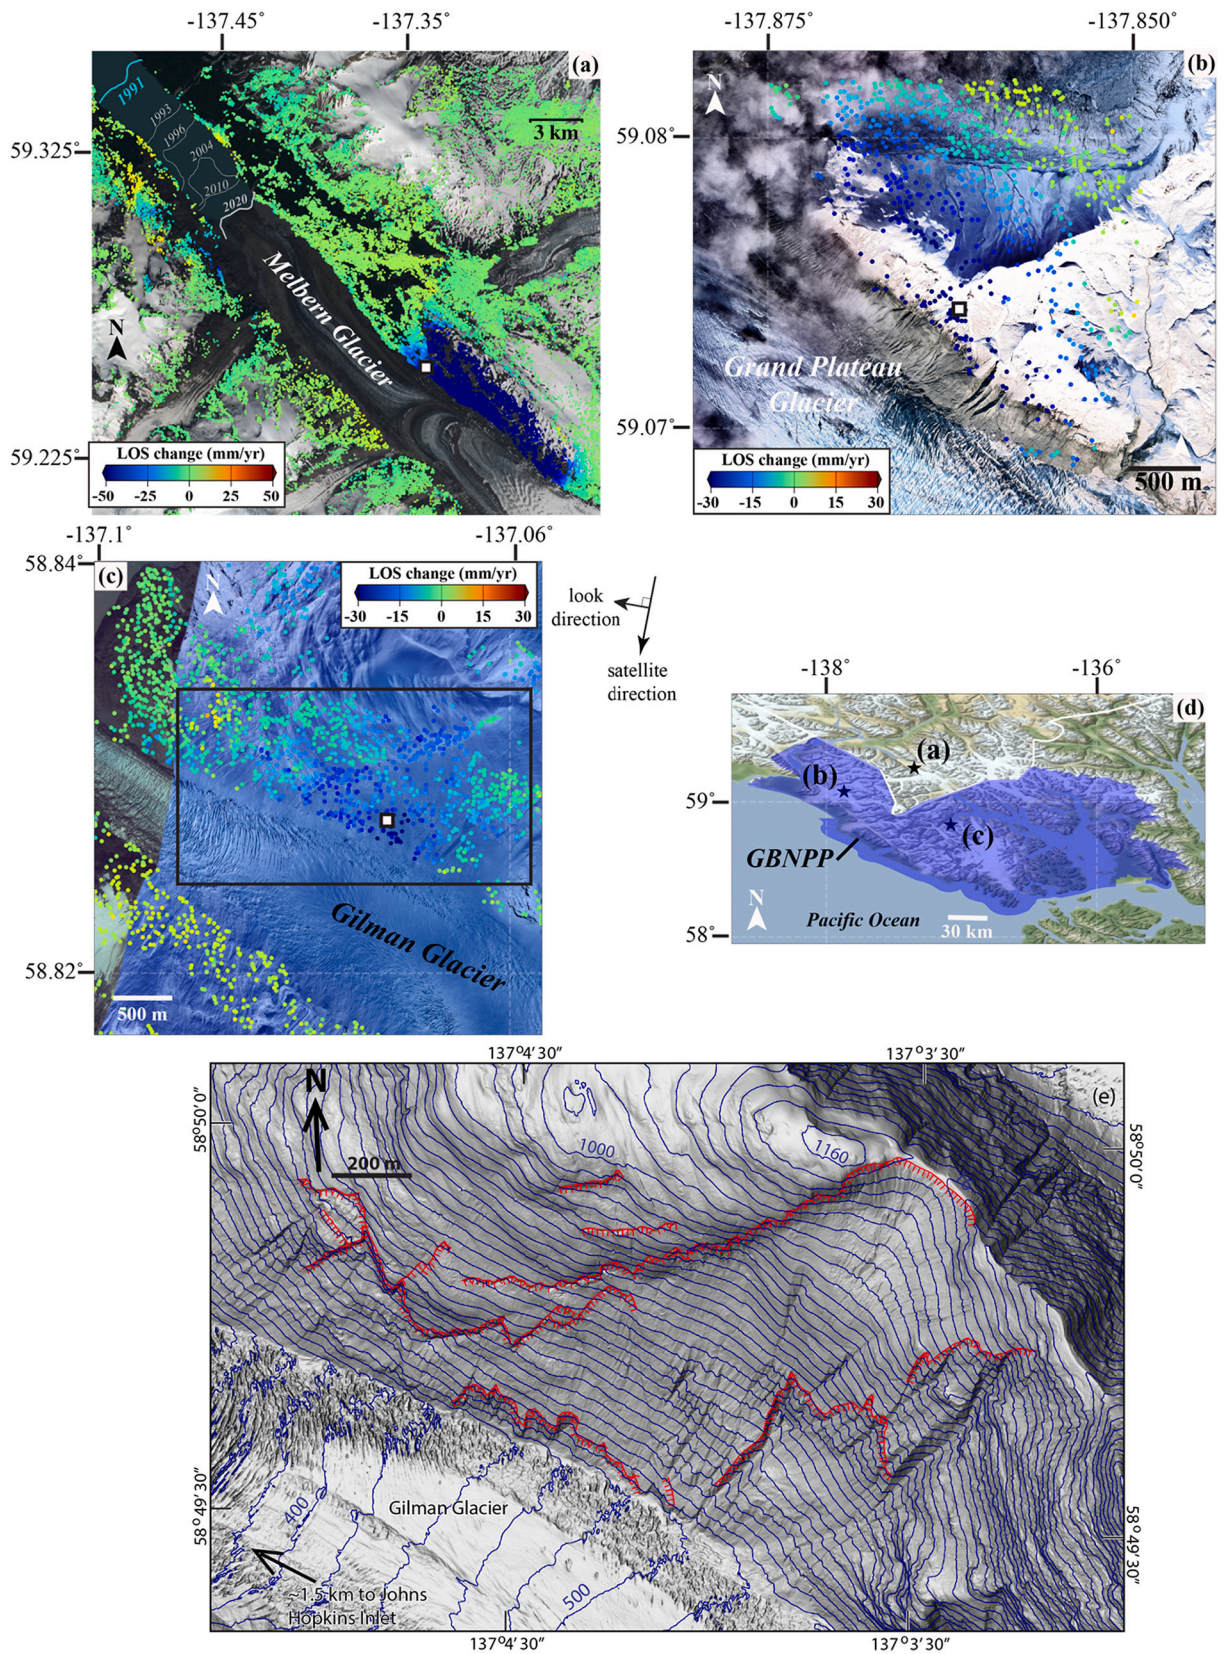 -137.45°
-137.35°
(a)
N
1991
1993
1996
2004
2010
2020
3 km
59.325°
Melbern Glacier
N
59.225°
LOS change (mm/yr)
-50 -25 0 25 50
-137.875°
-137.850°
(b)
N
59.08°
Grand Plateau
Glacier
59.07°
LOS change (mm/yr)
-30 -15 0 15 30
500 m
-137.1°
-137.06°
58.84°
(c)
N
LOS change (mm/yr)
-30 -15 0 15 30
Gilman Glacier
58.82°
500 m
look
direction
satellite
direction
-138°
-136°
(d)
(a)
(b)
59°
(c)
GBNPP
N
Pacific Ocean
30 km
58°
137°4'30"
137°3'30"
N
(e)
58°50'0"
58°50'0"
200 m
1000
1160
58°49'30"
58°49'30"
Gilman Glacier
400
500
~1.5 km to Johns
Hopkins Inlet
137°4'30"
137°3'30"